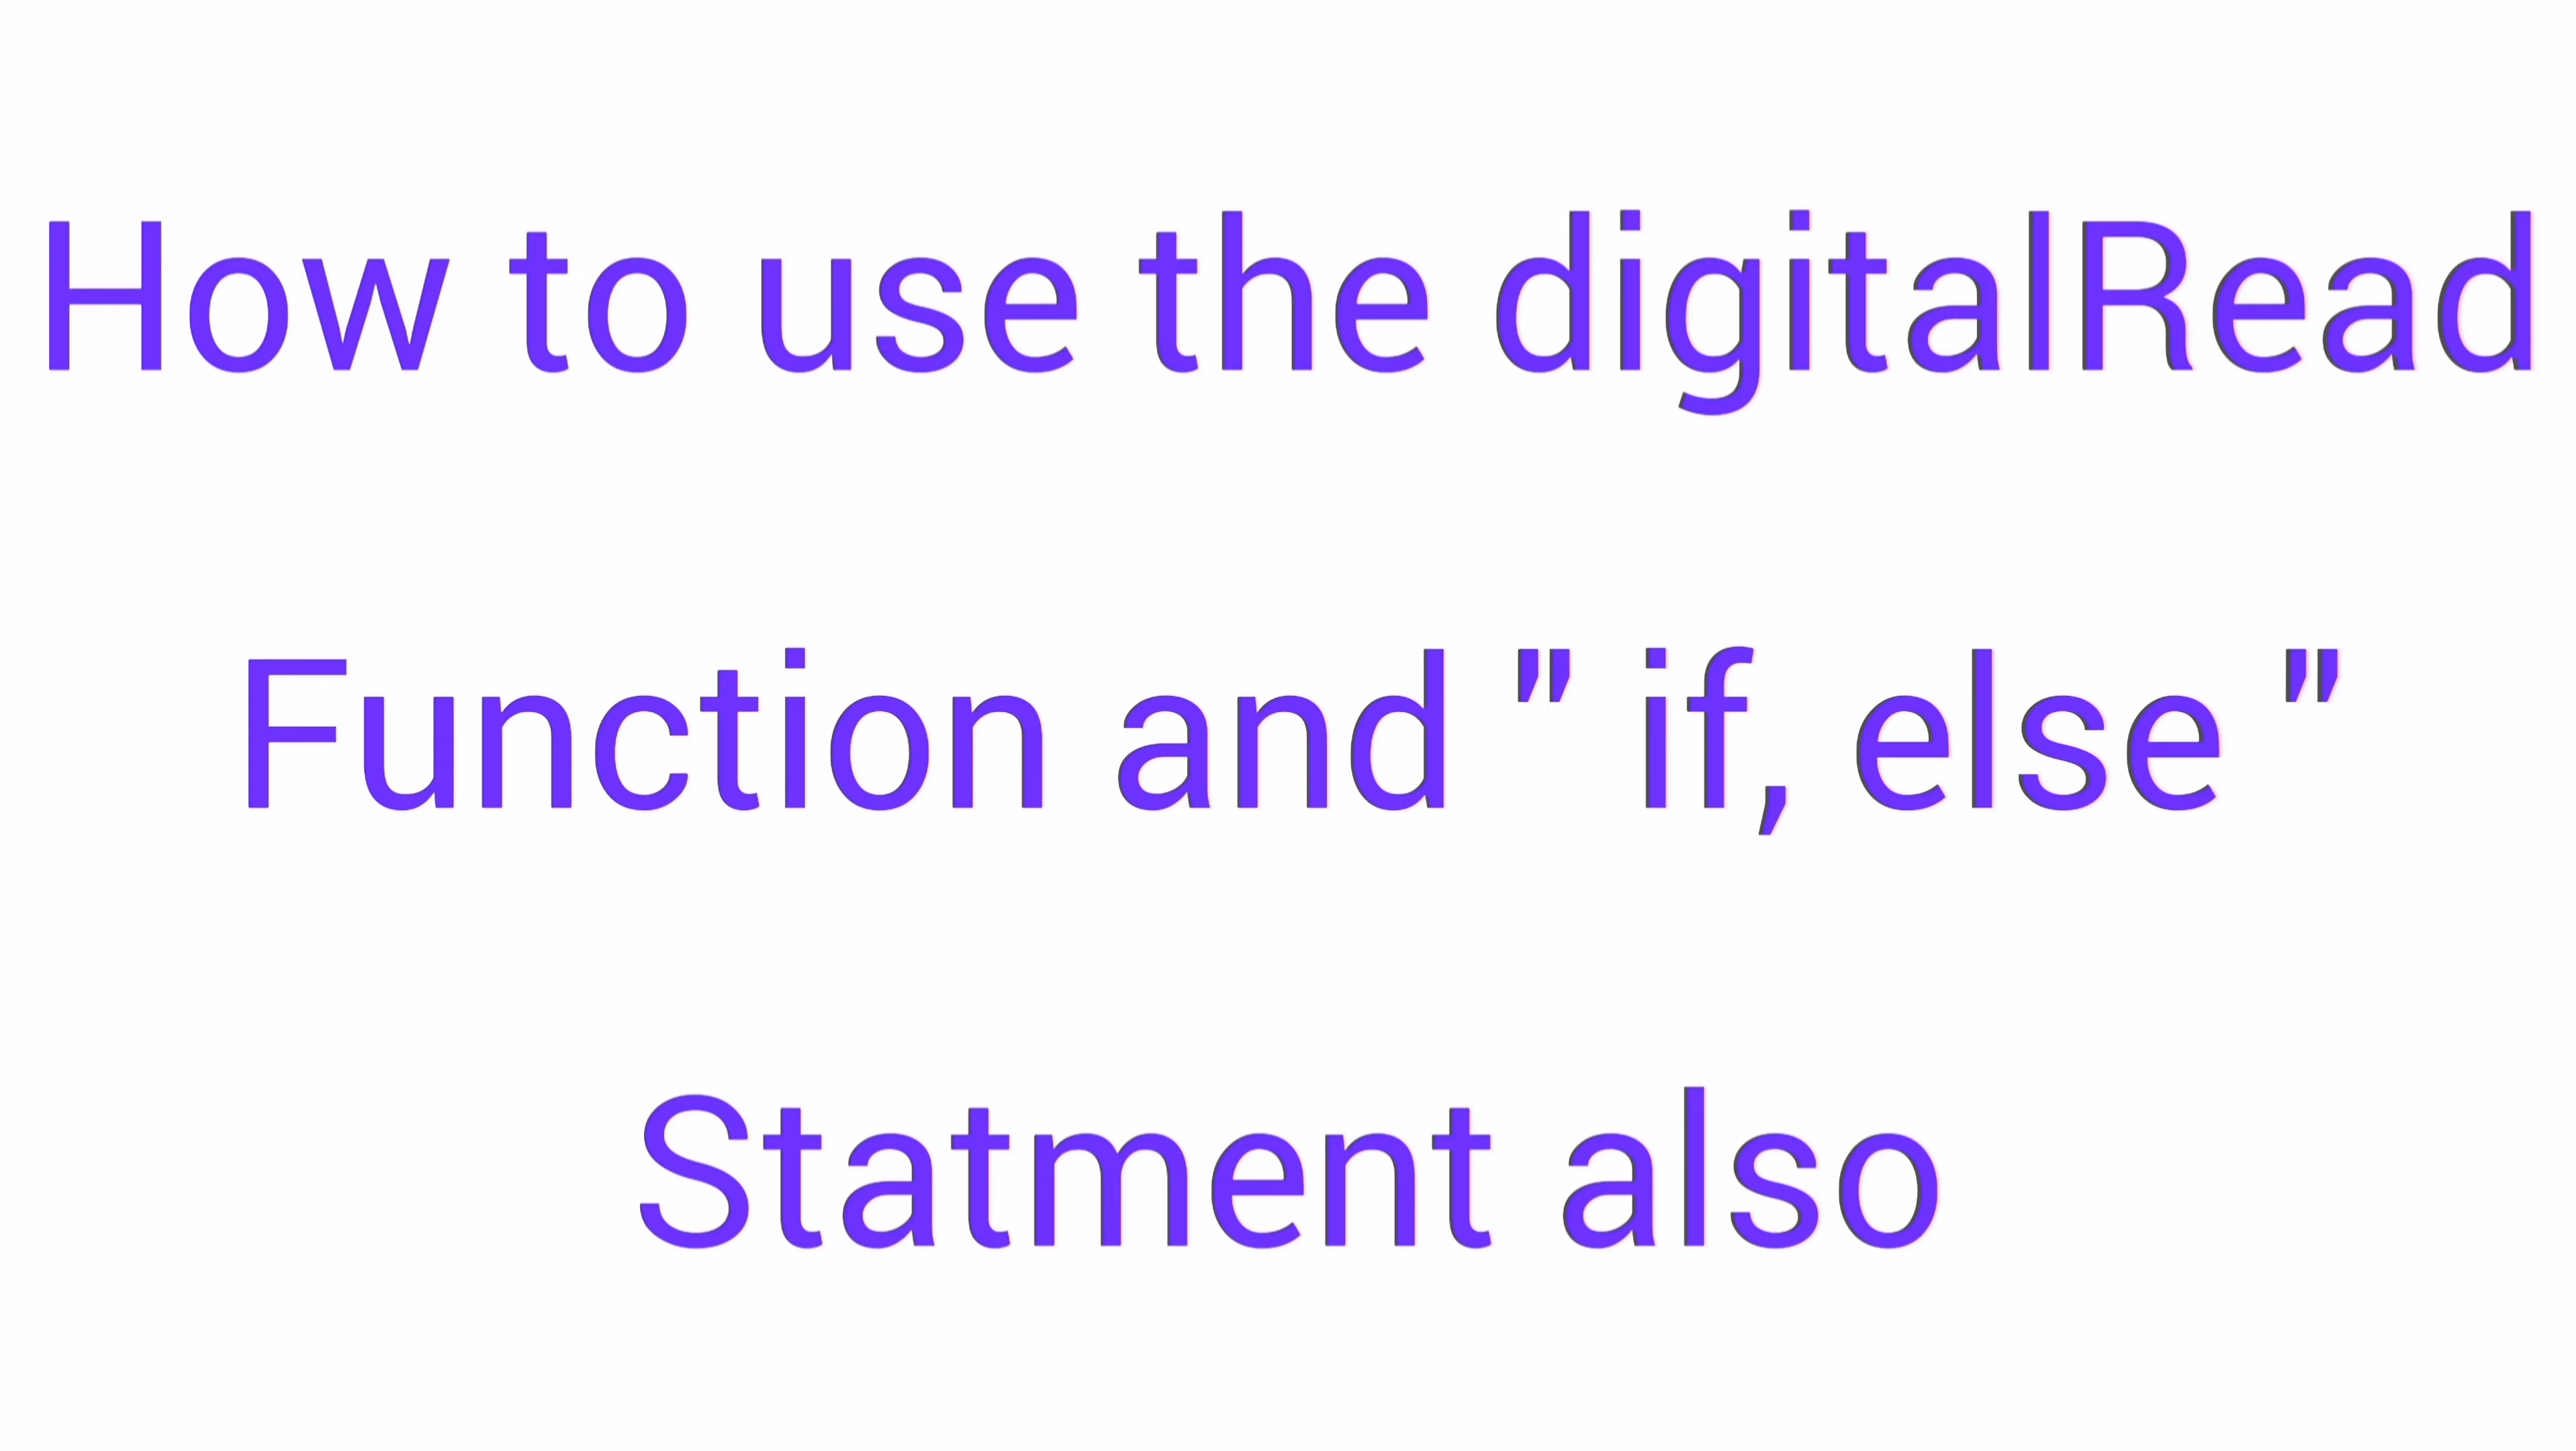 How to use the digitalRead
Function and " if, else "
Statment also